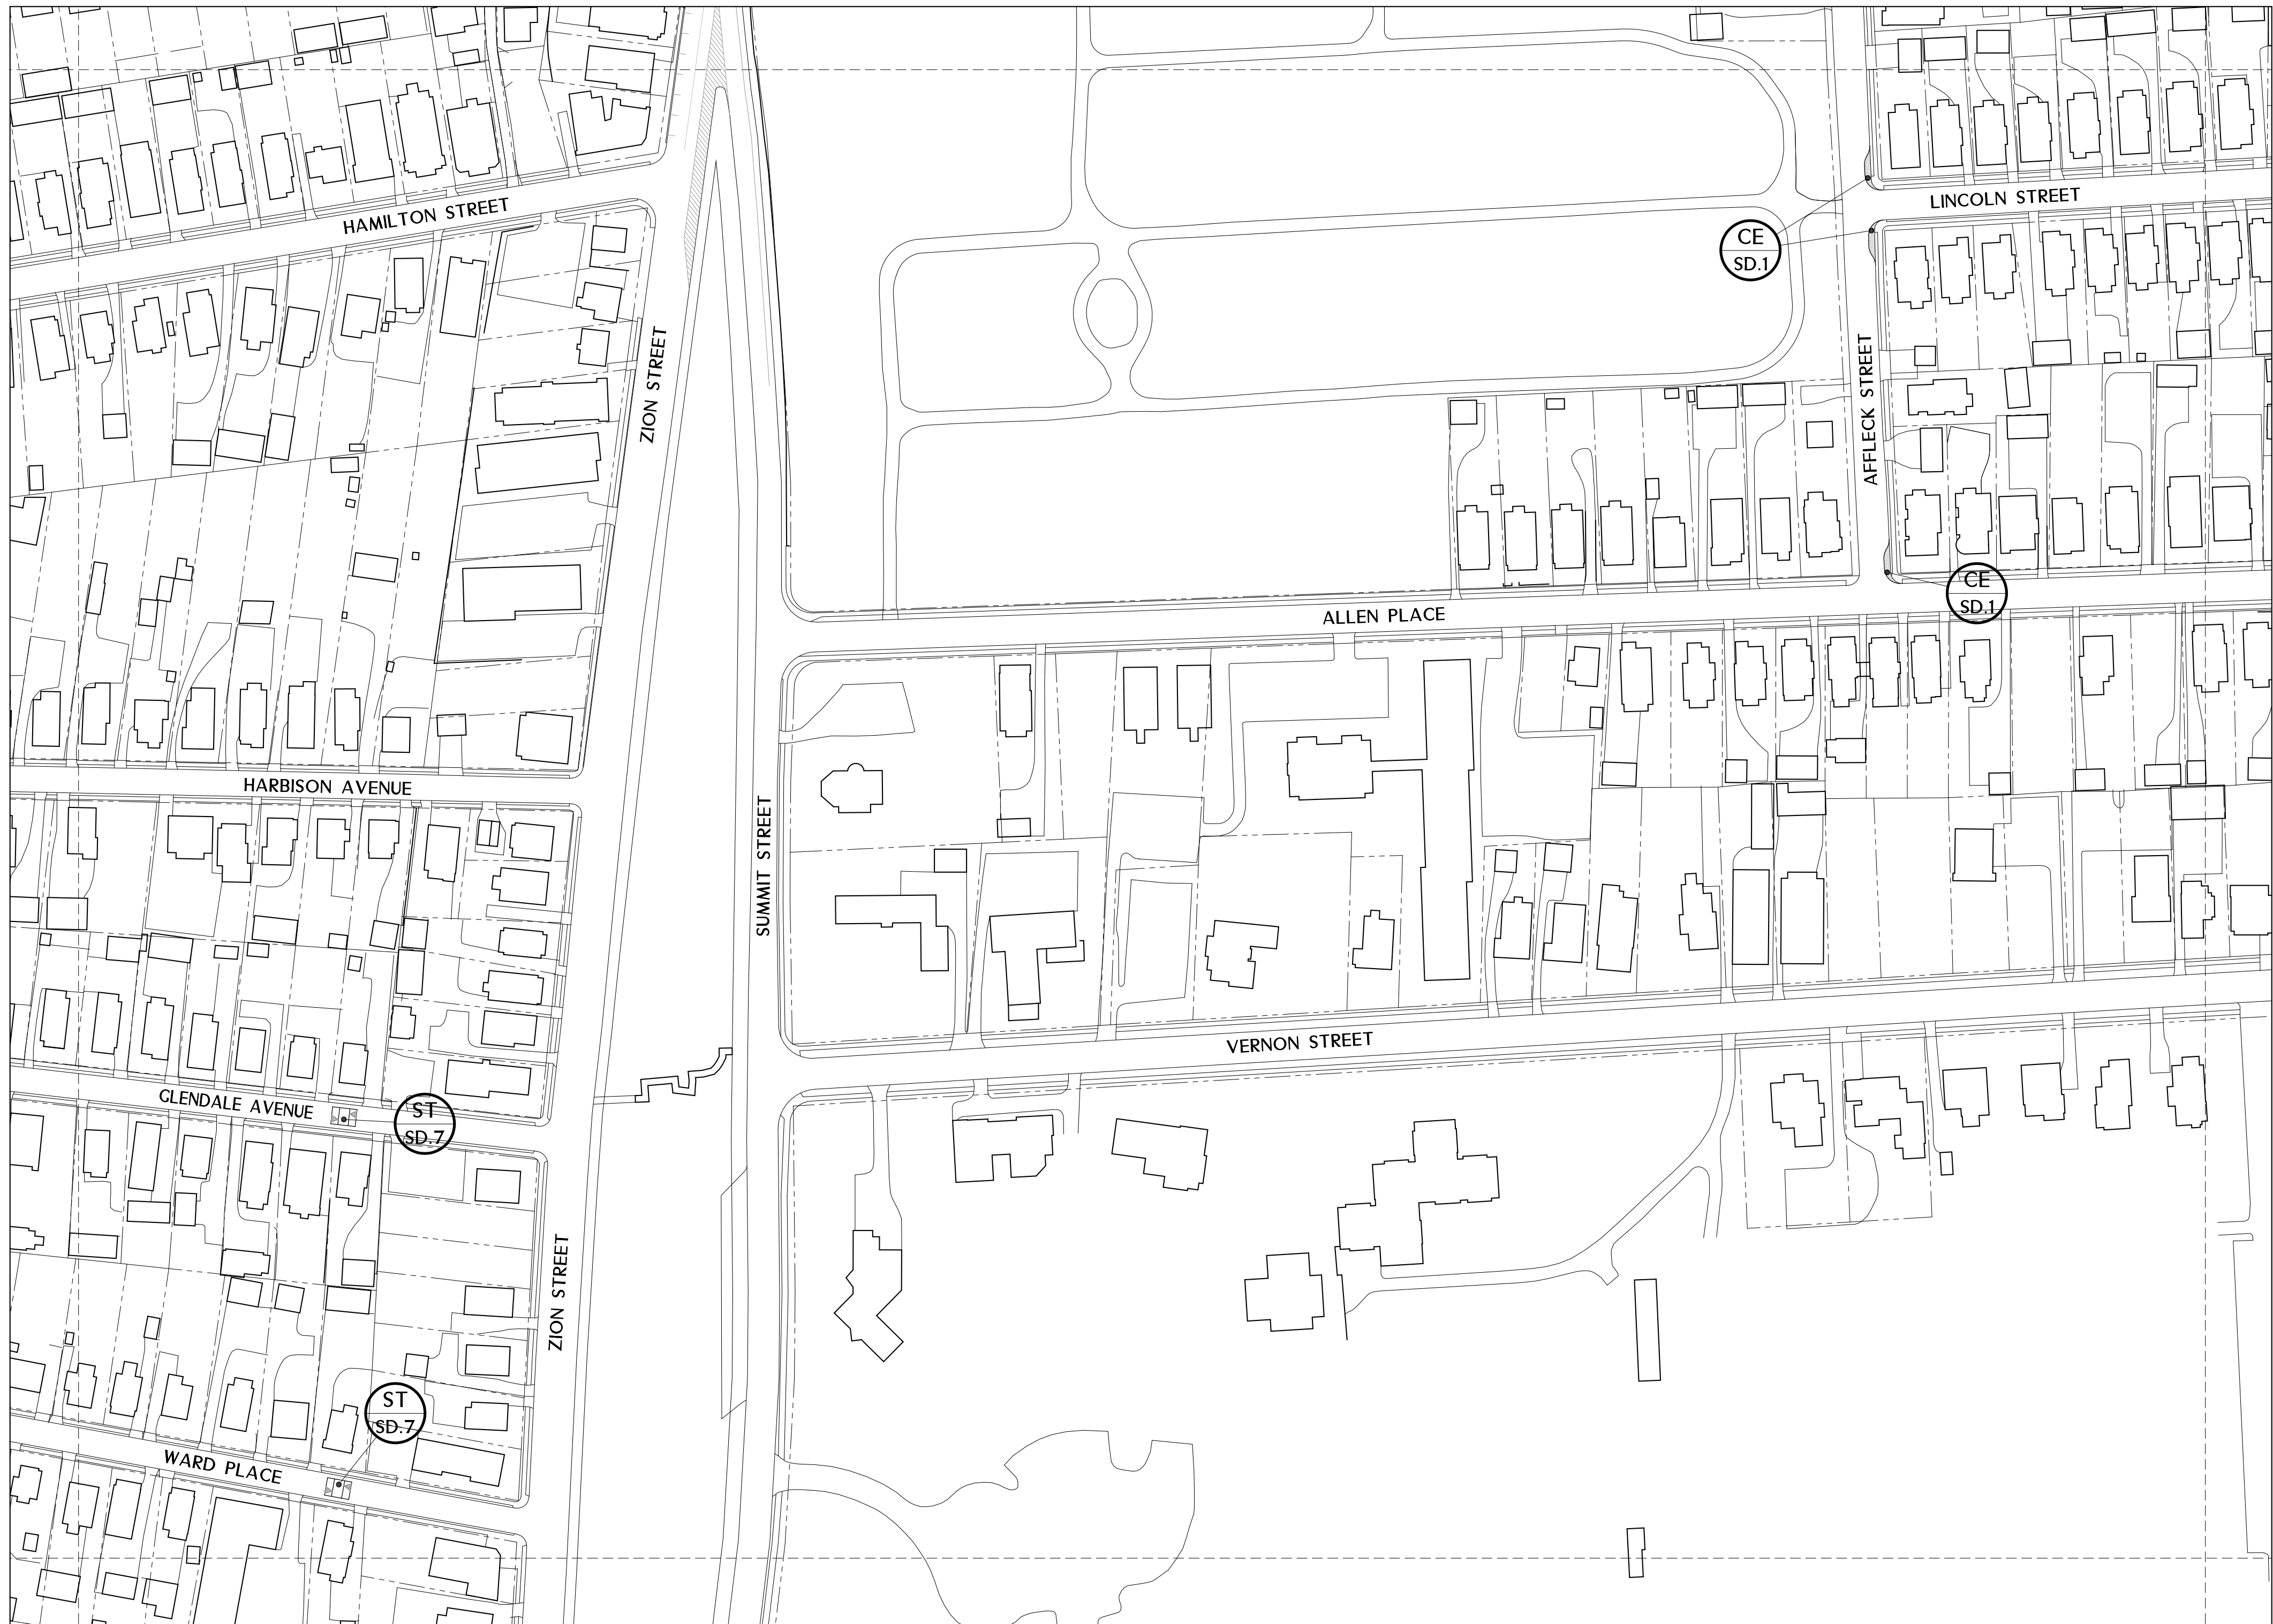 LINCOLN STREET
HAMILTON STREET
CE
SD.1
ZION STREET
AFFLECK STREET
CE
SD.1
ALLEN PLACE
HARBISON AVENUE
SUMMIT STREET
VERNON STREET
GLENDALE AVENUE
ST
SD.7
ZION STREET
ST
SD.7
WARD PLACE